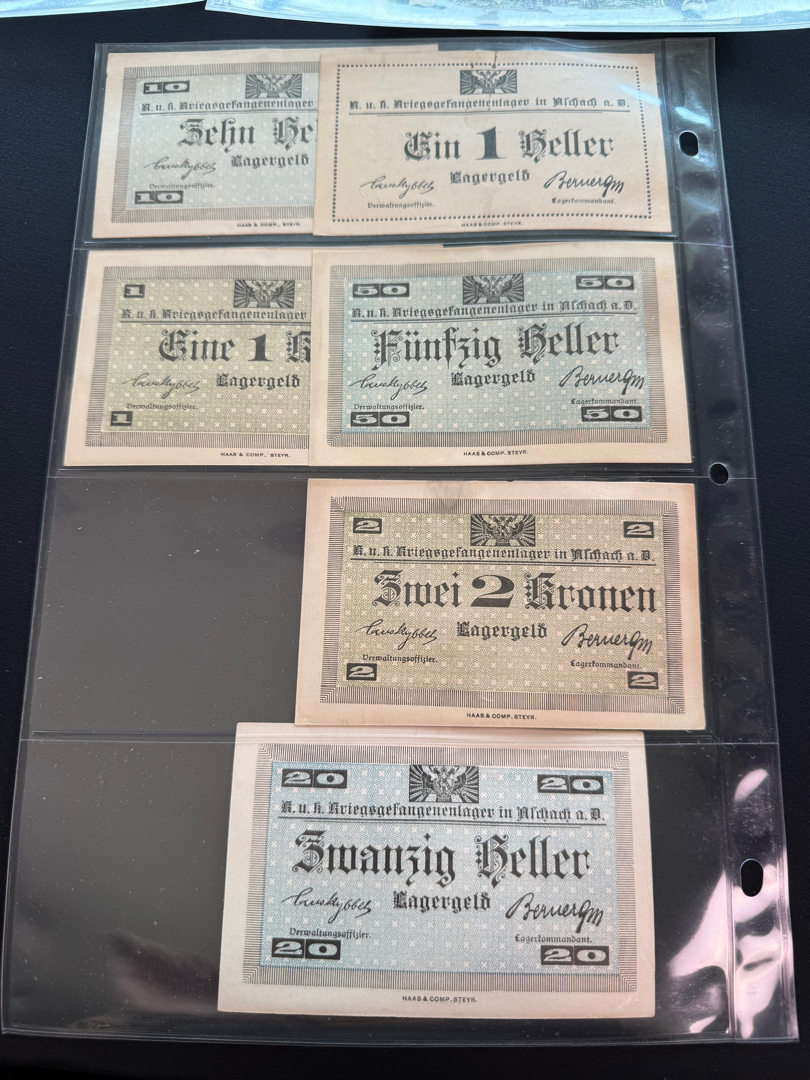 10
K. u. k. Kriegsgefangenenlager
Zehn He
Lagergeld
Verwaltungsoffizier.
10
HAAS & COMP., STEYR.
K. u. k. Kriegsgefangenenlager in Aschach a. D.
Ein 1 Heller
Lagergeld
Verwaltungsoffizier. Lagerkommandant.
HAAS & COMP. STEYR.
1
K. u. k. Kriegsgefangenenlager
Eine 1 K
Lagergeld
Verwaltungsoffizier.
1
HAAS & COMP., STEYR.
50 50
K. u. k. Kriegsgefangenenlager in Aschach a. D.
Fünfzig Heller
Lagergeld
Verwaltungsoffizier. Lagerkommandant.
50 50
HAAS & COMP. STEYR.
2 2
K. u. k. Kriegsgefangenenlager in Aschach a. D.
Zwei 2 Kronen
Lagergeld
Verwaltungsoffizier. Lagerkommandant.
2 2
HAAS & COMP. STEYR.
20 20
K. u. k. Kriegsgefangenenlager in Aschach a. D.
Zwanzig Heller
Lagergeld
Verwaltungsoffizier. Lagerkommandant.
20 20
HAAS & COMP. STEYR.